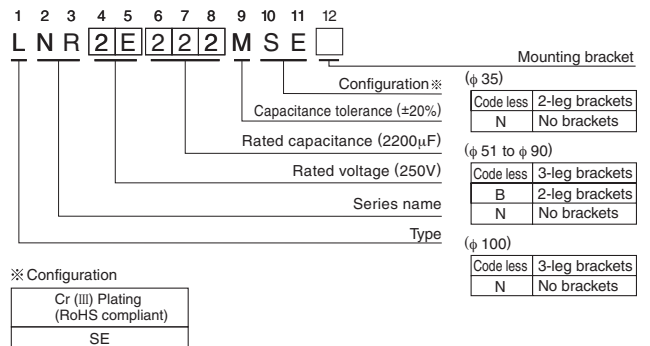 1 2 3 4 5 6 7 8 9 10 11 12
L N R 2 E 2 2 2 M S E
Mounting bracket
Configuration※
Capacitance tolerance (±20%)
Rated capacitance (2200μF)
Rated voltage (250V)
Series name
Type
(ϕ 35)
Code less 2-leg brackets
N No brackets
(ϕ 51 to ϕ 90)
Code less 3-leg brackets
B 2-leg brackets
N No brackets
(ϕ 100)
Code less 3-leg brackets
N No brackets
※ Configuration
Cr (Ⅲ) Plating
(RoHS compliant)
SE